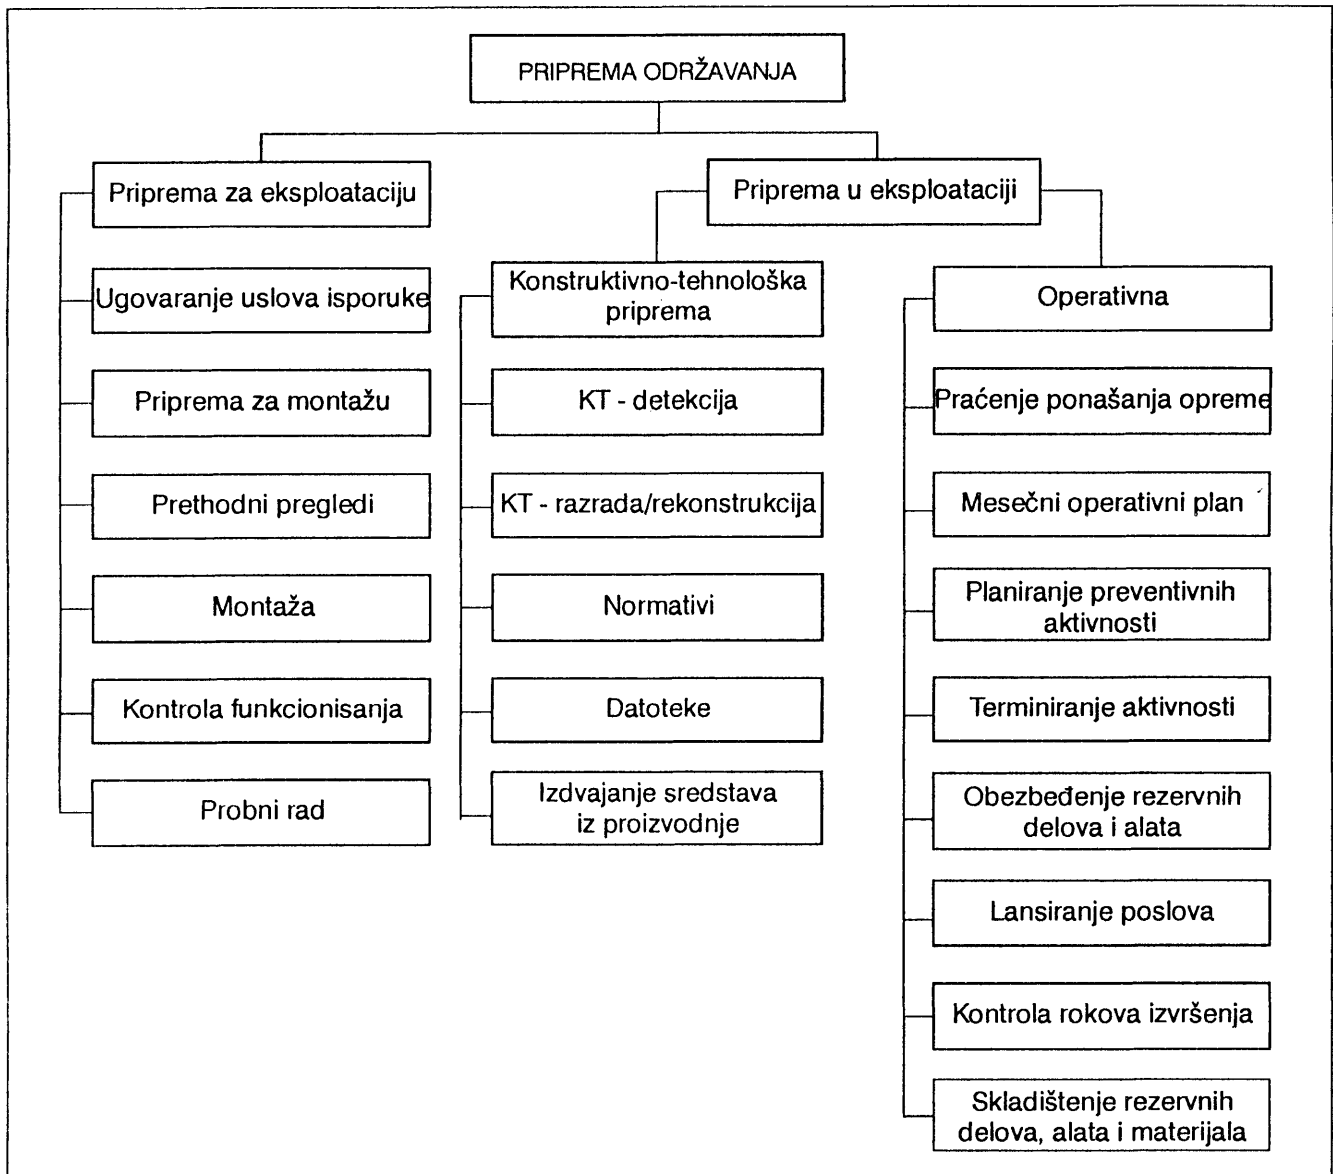 PRIPREMA ODRŽAVANJA
Priprema za eksploataciju
Ugovaranje uslova isporuke
Priprema za montažu
Prethodni pregledi
Montaža
Kontrola funkcionisanja
Probni rad
Priprema u eksploataciji
Konstruktivno-tehnološka
priprema
KT - detekcija
KT - razrada/rekonstrukcija
Normativi
Datoteke
Izdvajanje sredstava
iz proizvodnje
Operativna
Praćenje ponašanja opreme
Mesečni operativni plan
Planiranje preventivnih
aktivnosti
Terminiranje aktivnosti
Obezbeđenje rezervnih
delova i alata
Lansiranje poslova
Kontrola rokova izvršenja
Skladištenje rezervnih
delova, alata i materijala